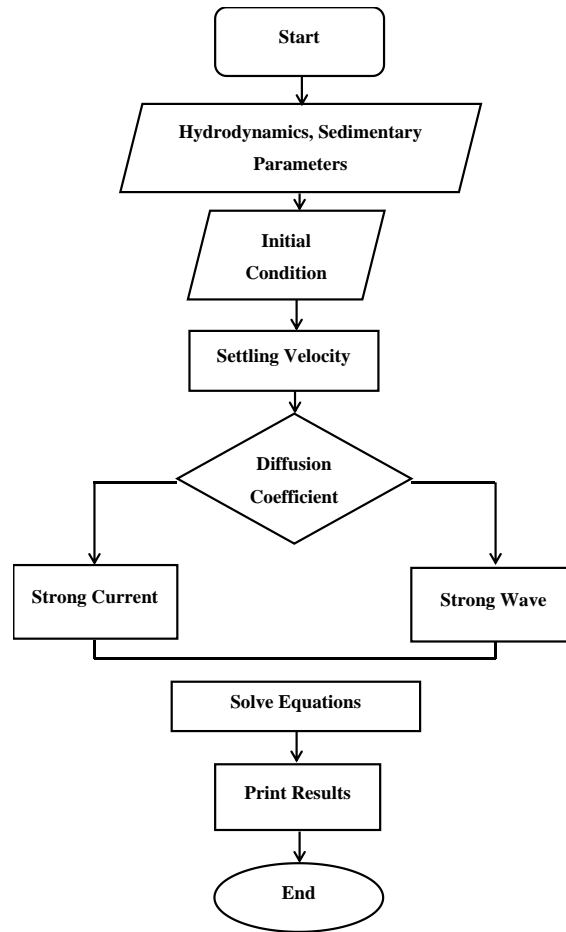 Start
Hydrodynamics, Sedimentary
Parameters
Initial
Condition
Settling Velocity
Diffusion
Coefficient
Strong Current
Strong Wave
Solve Equations
Print Results
End